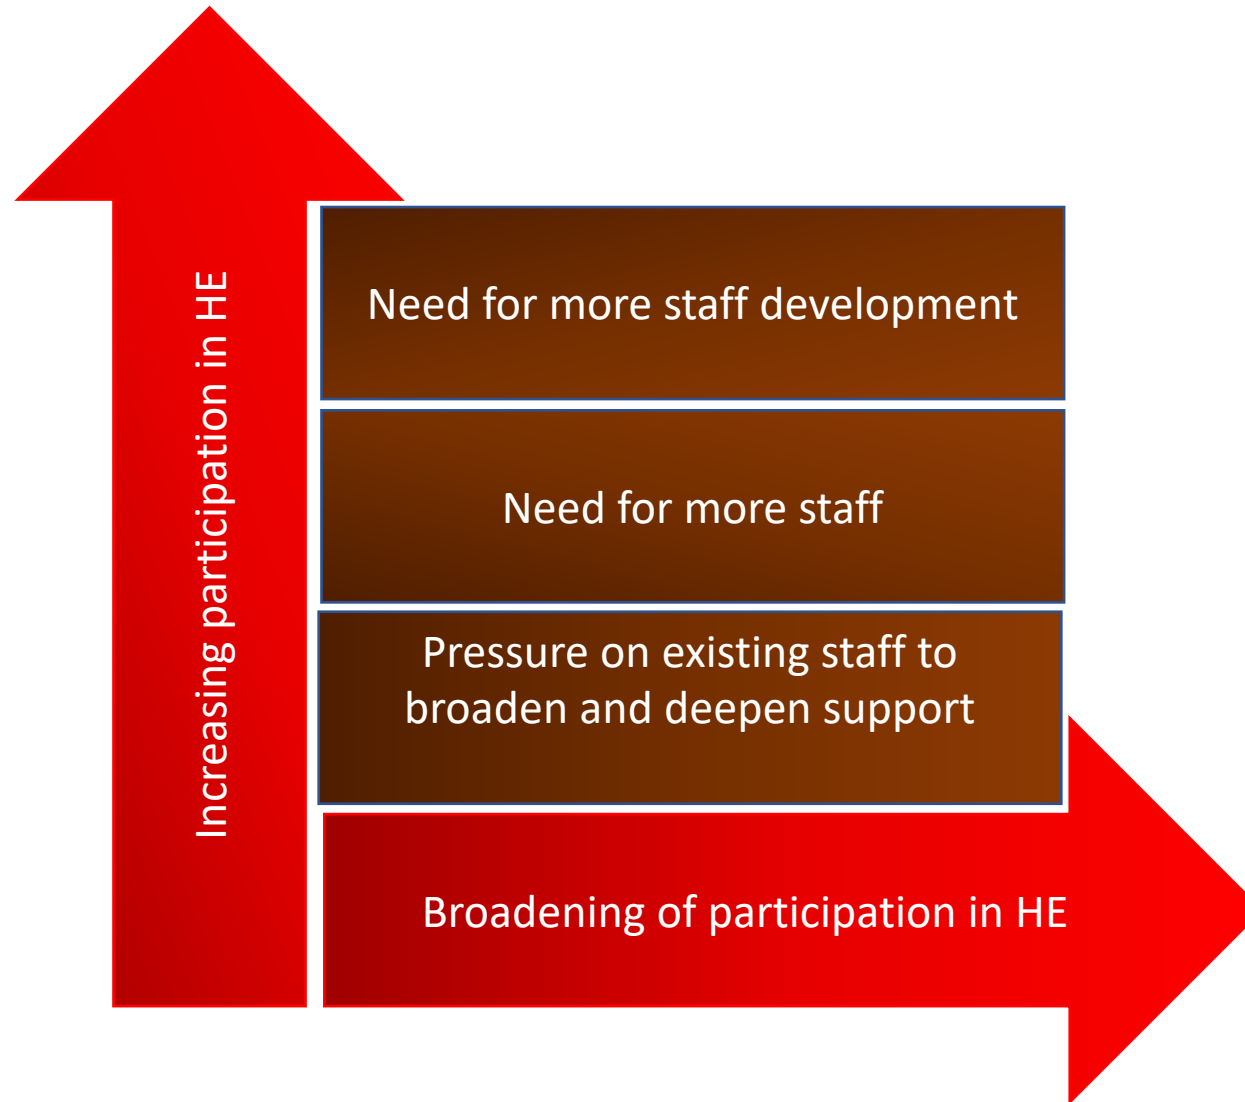 Increasing participation in HE
Need for more staff development
Need for more staff
Pressure on existing staff to
broaden and deepen support
Broadening of participation in HE